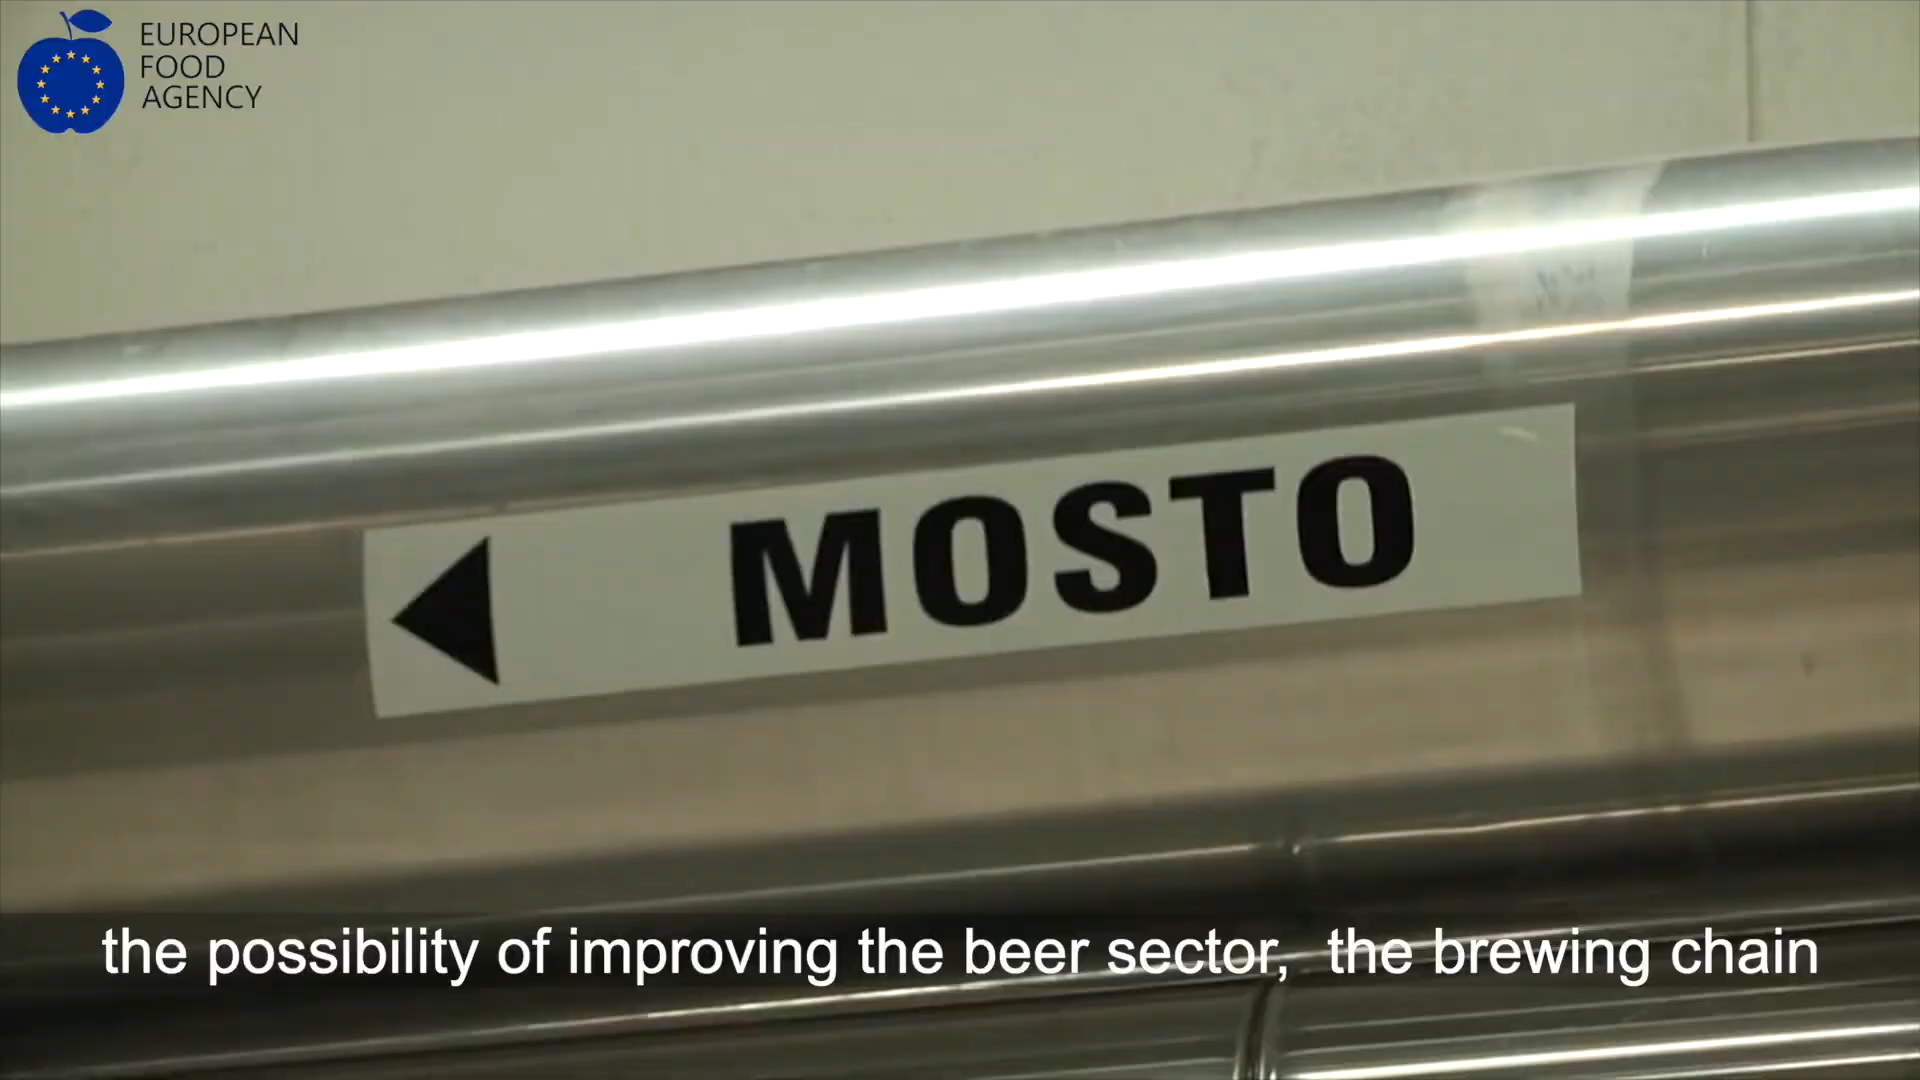 EUROPEAN
FOOD
AGENCY
MOSTO
the possibility of improving the beer sector, the brewing chain